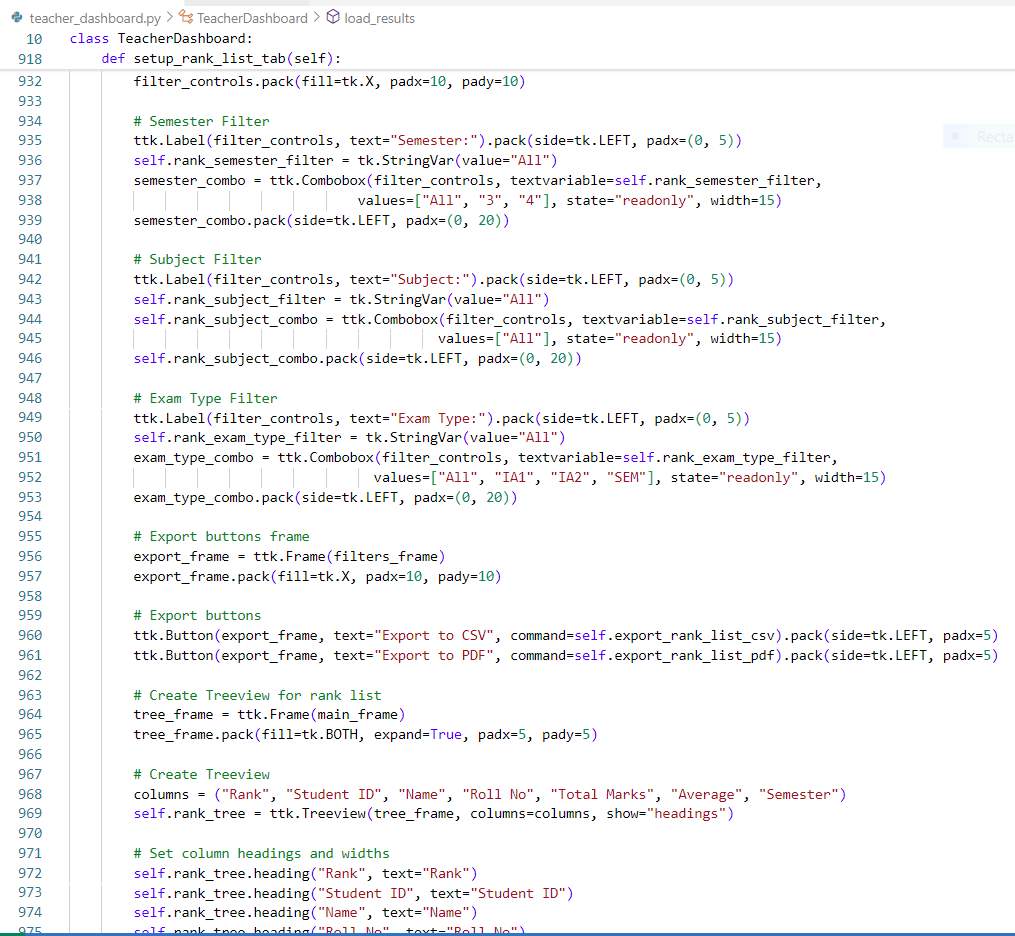 teacher_dashboard.py > TeacherDashboard > load_results
10 class TeacherDashboard:
918     def setup_rank_list_tab(self):
932         filter_controls.pack(fill=tk.X, padx=10, pady=10)
933
934         # Semester Filter
935         ttk.Label(filter_controls, text="Semester:").pack(side=tk.LEFT, padx=(0, 5))
936         self.rank_semester_filter = tk.StringVar(value="All")
937         semester_combo = ttk.Combobox(filter_controls, textvariable=self.rank_semester_filter,
938                                     values=["All", "3", "4"], state="readonly", width=15)
939         semester_combo.pack(side=tk.LEFT, padx=(0, 20))
940
941         # Subject Filter
942         ttk.Label(filter_controls, text="Subject:").pack(side=tk.LEFT, padx=(0, 5))
943         self.rank_subject_filter = tk.StringVar(value="All")
944         self.rank_subject_combo = ttk.Combobox(filter_controls, textvariable=self.rank_subject_filter,
945                                               values=["All"], state="readonly", width=15)
946         self.rank_subject_combo.pack(side=tk.LEFT, padx=(0, 20))
947
948         # Exam Type Filter
949         ttk.Label(filter_controls, text="Exam Type:").pack(side=tk.LEFT, padx=(0, 5))
950         self.rank_exam_type_filter = tk.StringVar(value="All")
951         exam_type_combo = ttk.Combobox(filter_controls, textvariable=self.rank_exam_type_filter,
952                                       values=["All", "IA1", "IA2", "SEM"], state="readonly", width=15)
953         exam_type_combo.pack(side=tk.LEFT, padx=(0, 20))
954
955         # Export buttons frame
956         export_frame = ttk.Frame(filters_frame)
957         export_frame.pack(fill=tk.X, padx=10, pady=10)
958
959         # Export buttons
960         ttk.Button(export_frame, text="Export to CSV", command=self.export_rank_list_csv).pack(side=tk.LEFT, padx=5)
961         ttk.Button(export_frame, text="Export to PDF", command=self.export_rank_list_pdf).pack(side=tk.LEFT, padx=5)
962
963         # Create Treeview for rank list
964         tree_frame = ttk.Frame(main_frame)
965         tree_frame.pack(fill=tk.BOTH, expand=True, padx=5, pady=5)
966
967         # Create Treeview
968         columns = ("Rank", "Student ID", "Name", "Roll No", "Total Marks", "Average", "Semester")
969         self.rank_tree = ttk.Treeview(tree_frame, columns=columns, show="headings")
970
971         # Set column headings and widths
972         self.rank_tree.heading("Rank", text="Rank")
973         self.rank_tree.heading("Student ID", text="Student ID")
974         self.rank_tree.heading("Name", text="Name")
975         self.rank_tree.heading("Roll No", text="Roll No")
Recta